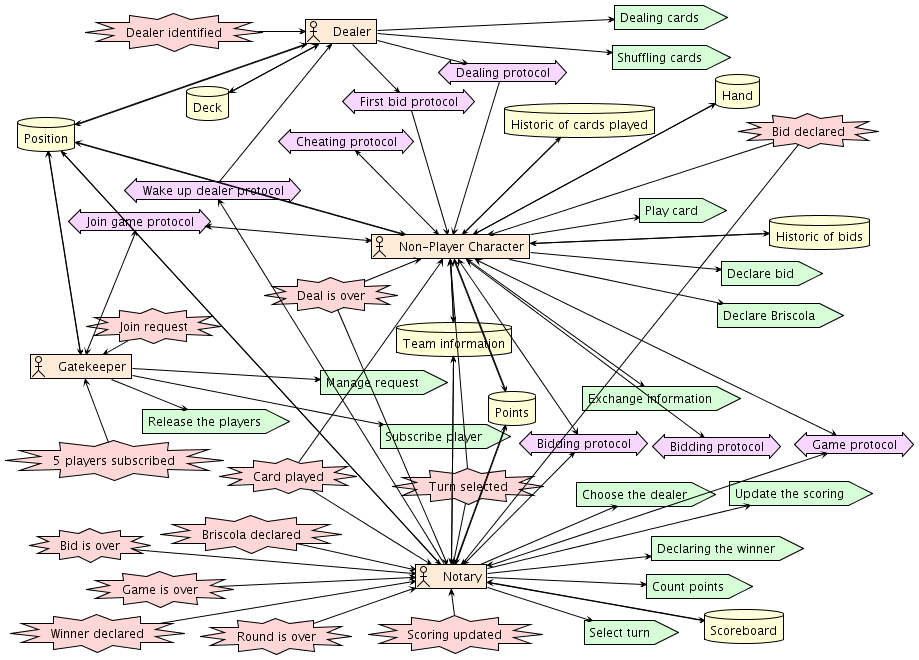 Dealing cards
Dealer identified
Dealer
Shuffling cards
Dealing protocol
Hand
First bid protocol
Deck
Historic of cards played
Bid declared
Position
Cheating protocol
Wake up dealer protocol
Play card
Join game protocol
Historic of bids
Non-Player Character
Declare bid
Deal is over
Declare Briscola
Join request
Team information
Gatekeeper
Manage request
Exchange information
Points
Release the players
Subscribe player
Bidding protocol
Bidding protocol
Game protocol
5 players subscribed
Card played
Turn selected
Choose the dealer
Update the scoring
Briscola declared
Bid is over
Declaring the winner
Notary
Game is over
Count points
Winner declared
Round is over
Scoring updated
Select turn
Scoreboard